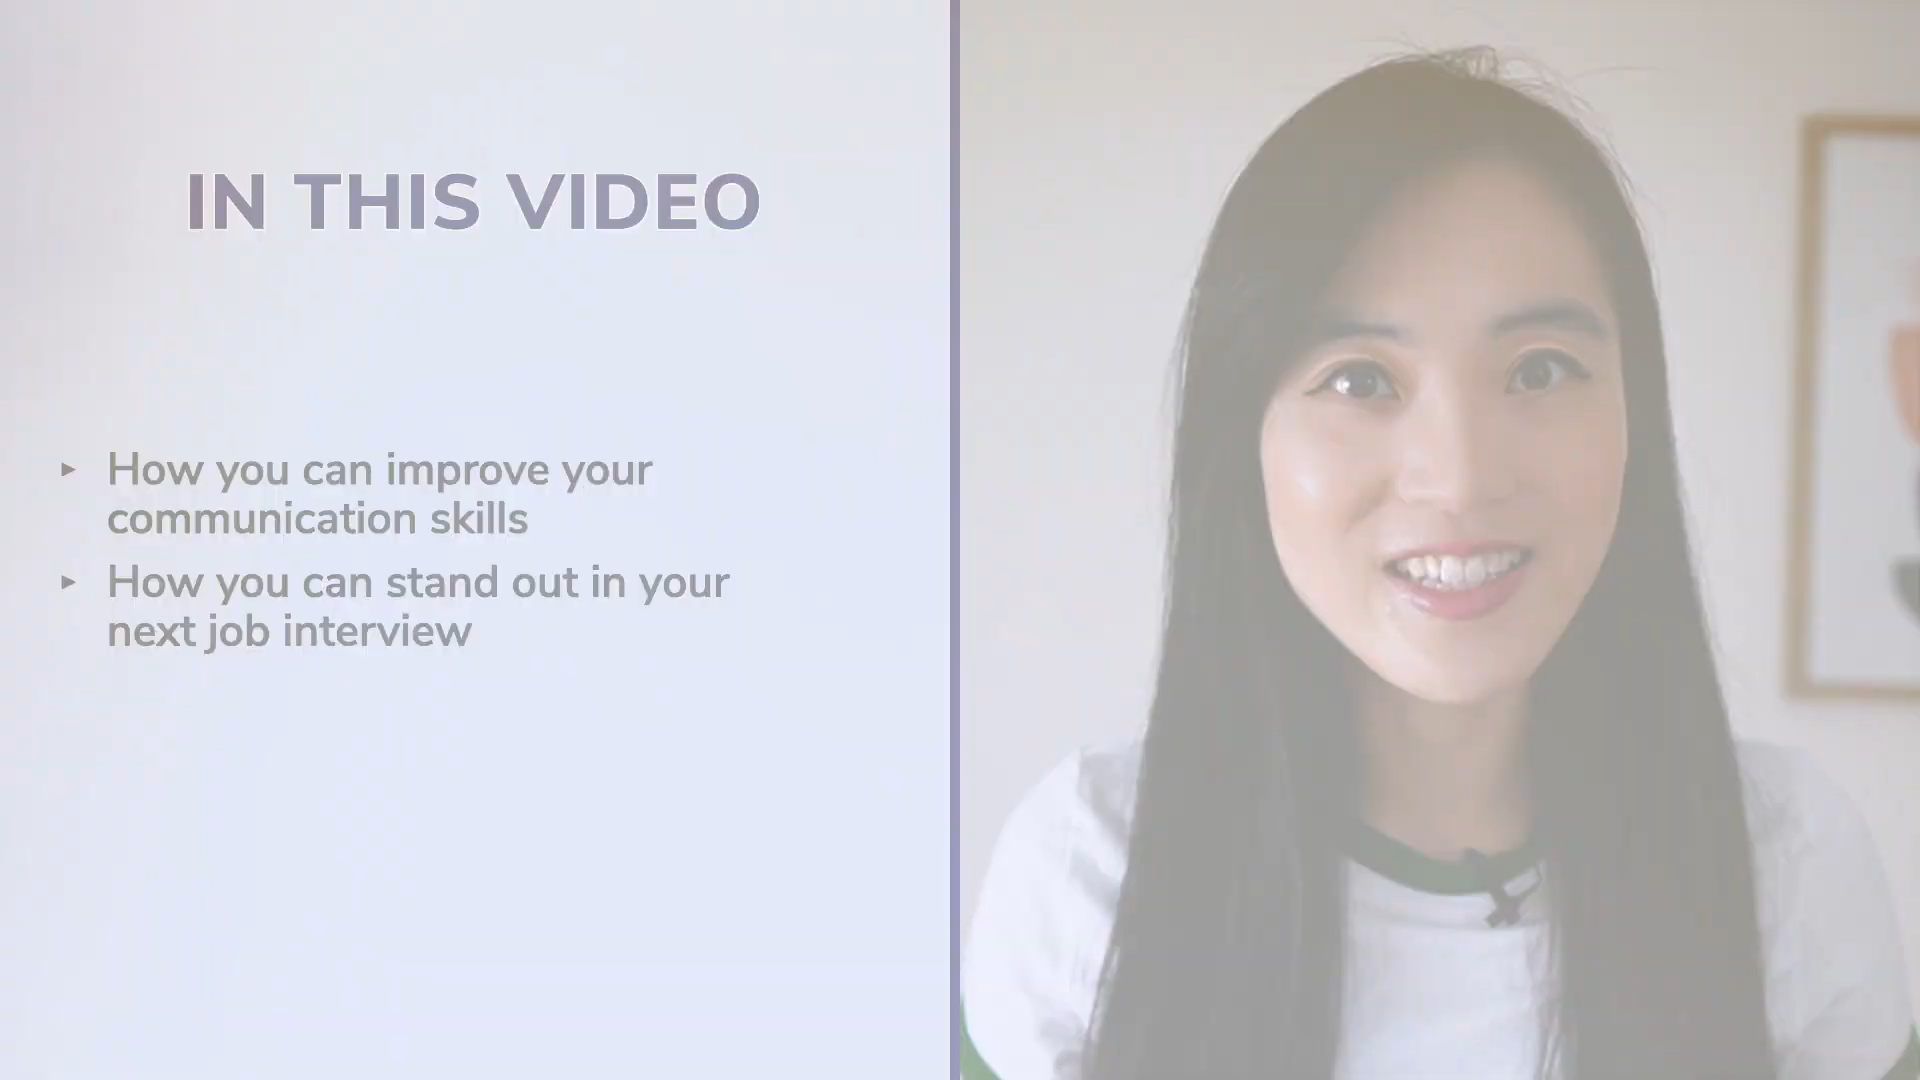 IN THIS VIDEO
▸ How you can improve your
communication skills
▸ How you can stand out in your
next job interview